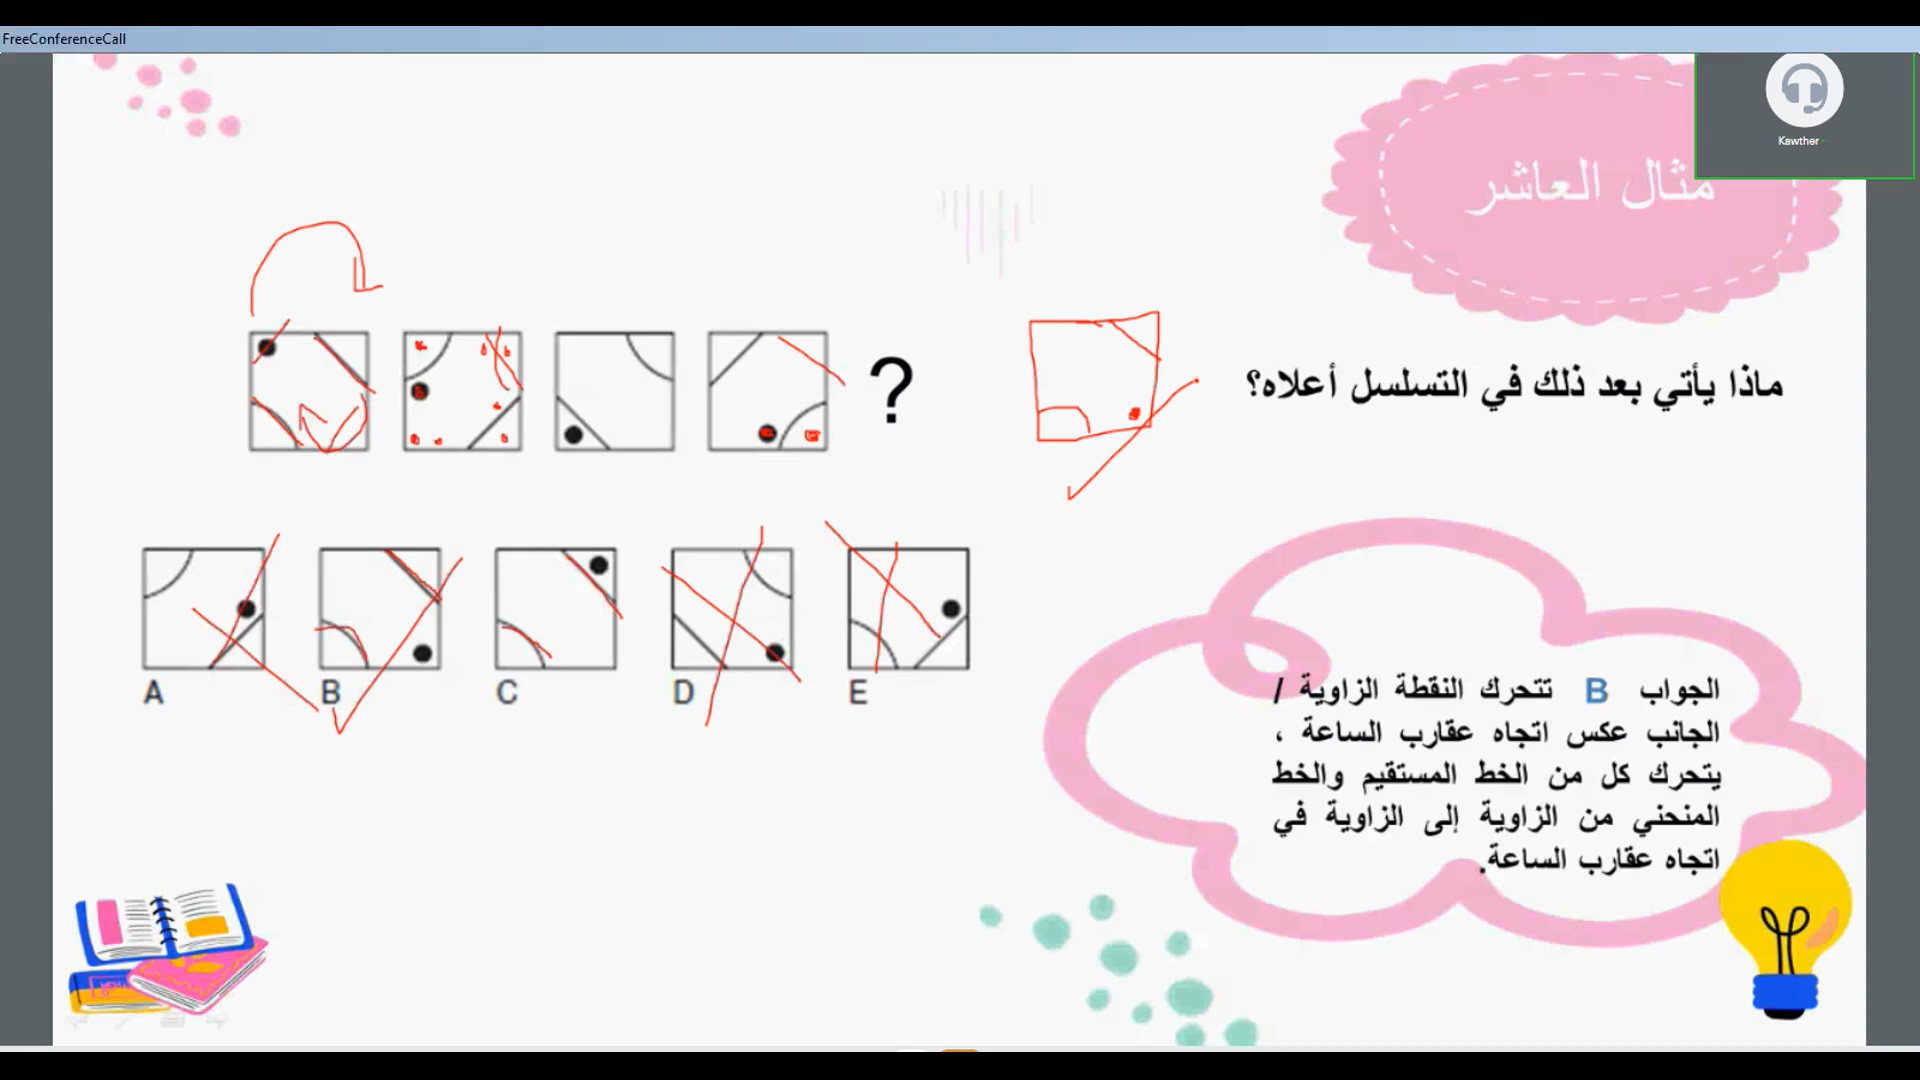 FreeConferenceCall
Kawther
مثال العاشر
ماذا يأتي بعد ذلك في التسلسل أعلاه؟
?
A
B
C
D
E
الجواب B تتحرك النقطة الزاوية /
الجانب عكس اتجاه عقارب الساعة ،
يتحرك كل من الخط المستقيم والخط
المنحني من الزاوية إلى الزاوية في
اتجاه عقارب الساعة.